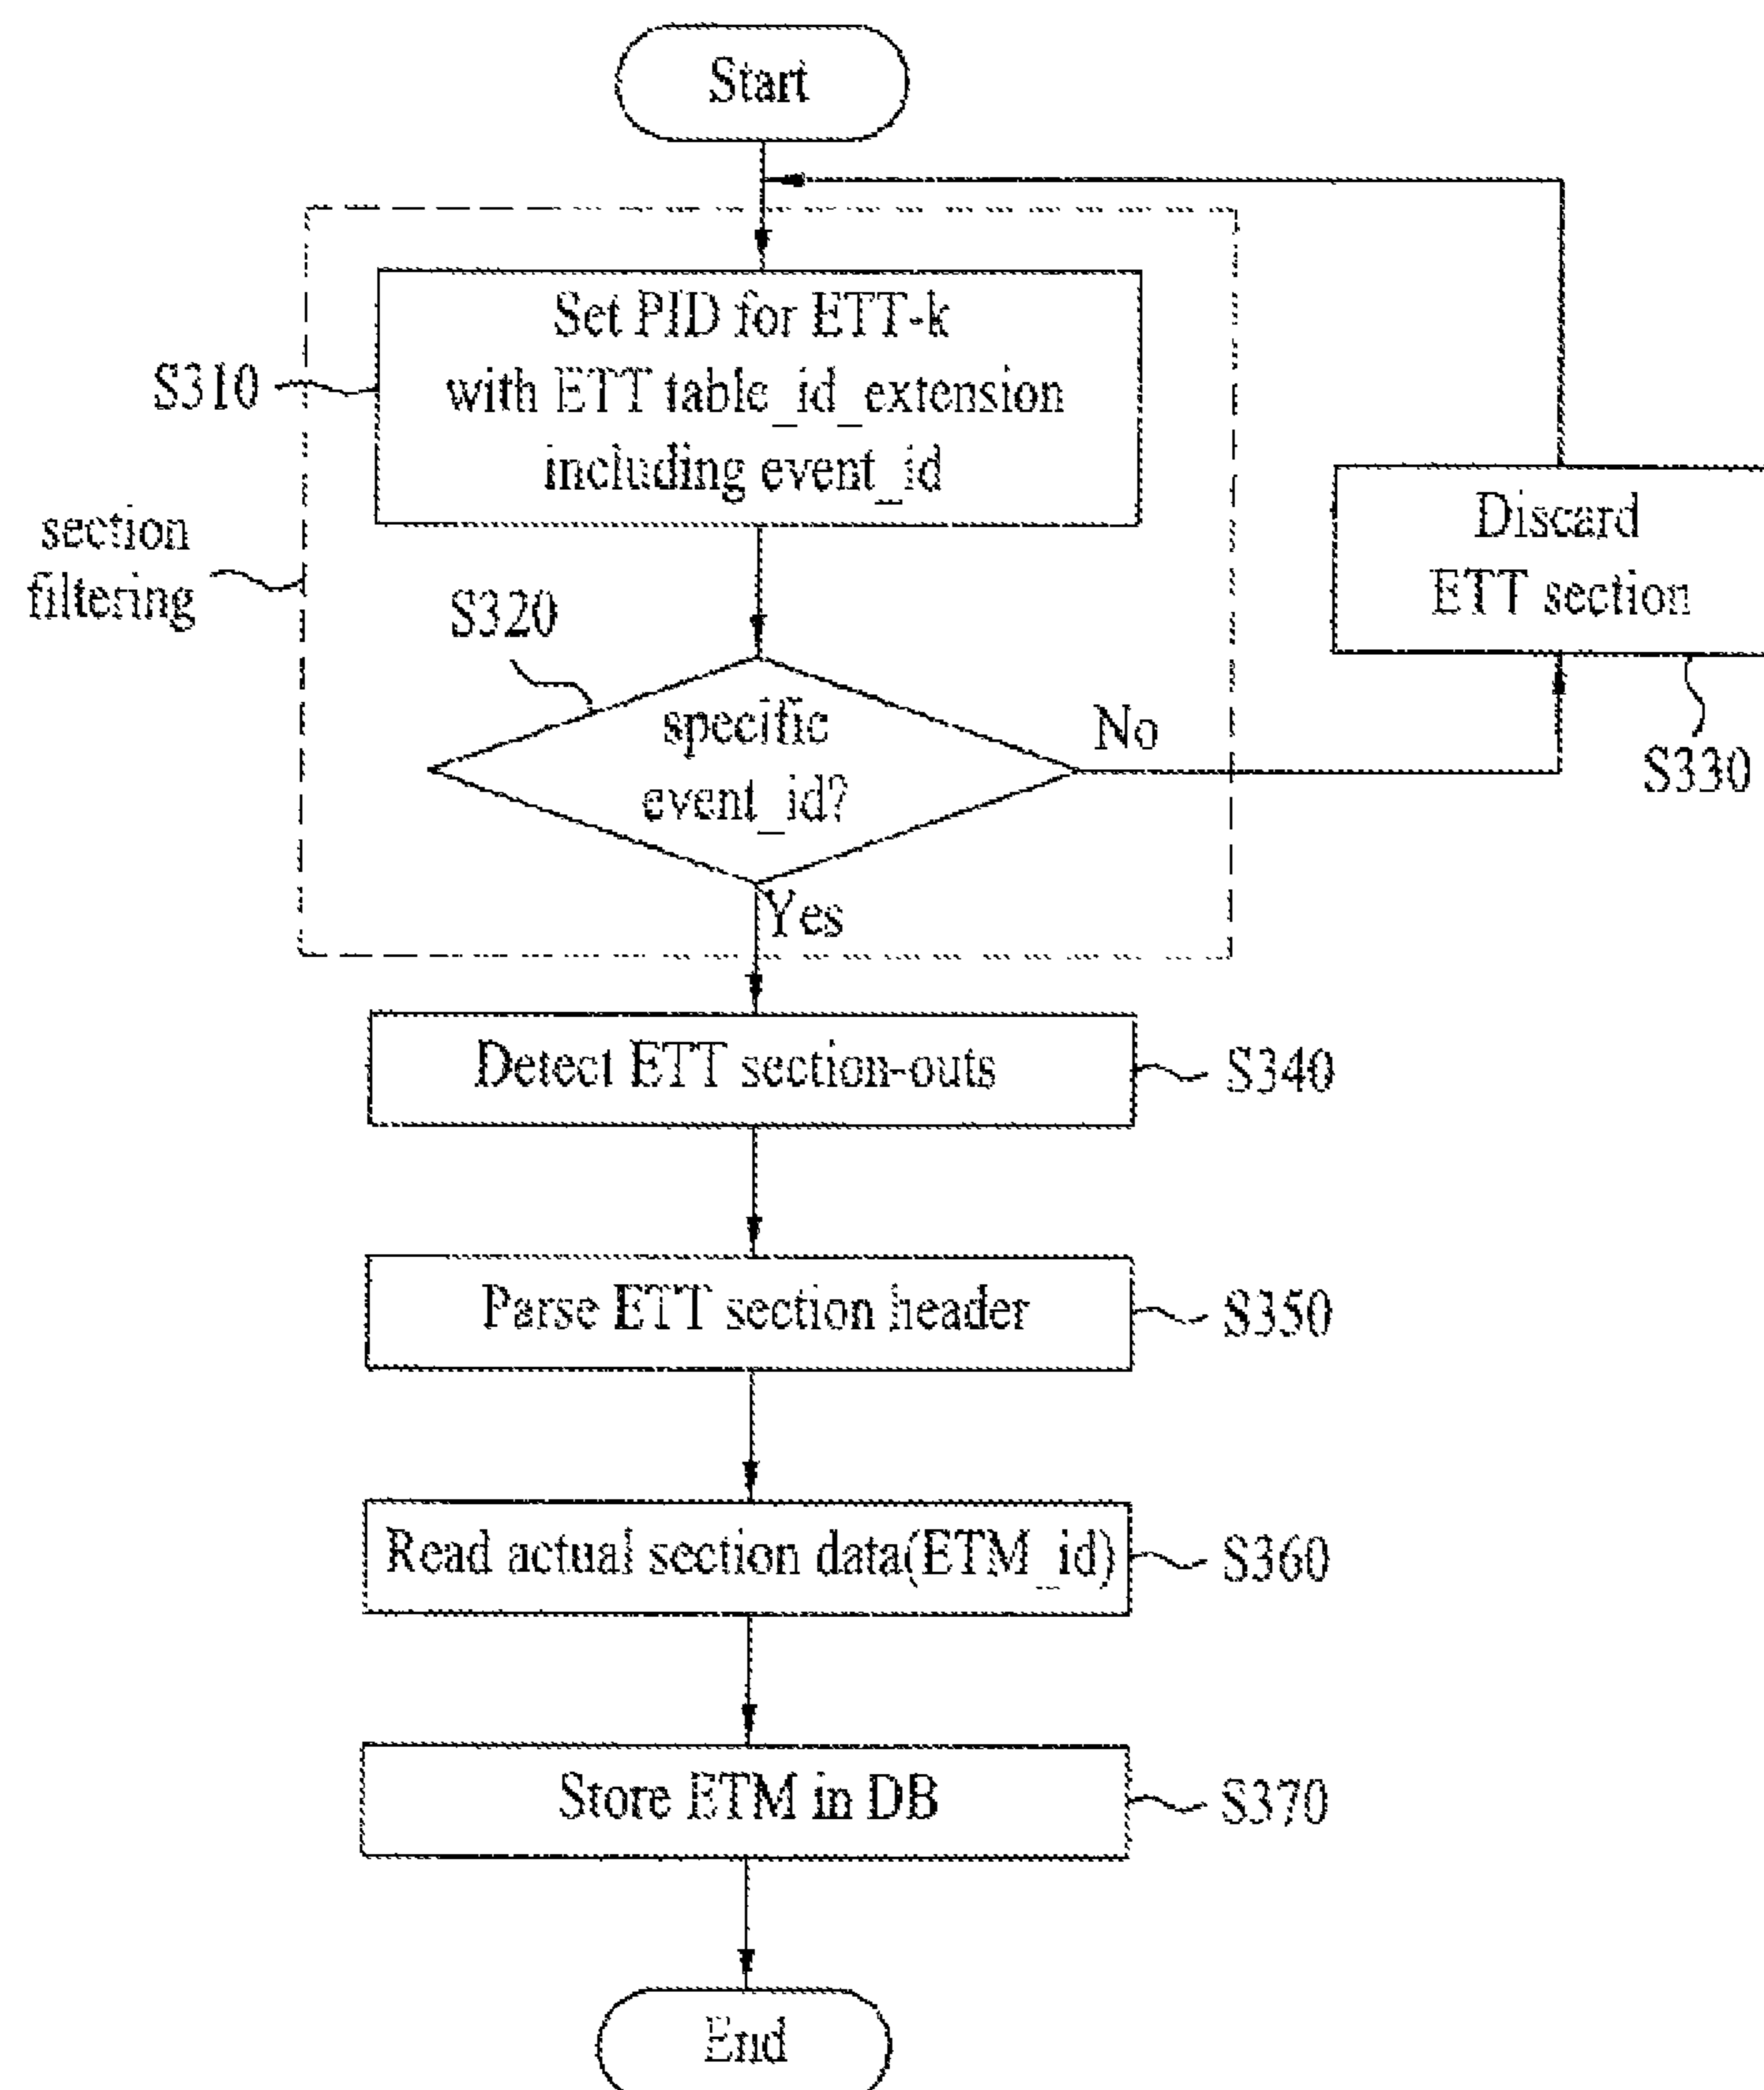 Start
Set PID for ETT-k
with ETT table_id_extension
including event_id
S310
section
filtering
Discard
ETT section
S330
S320
specific
event_id?
No
Yes
Detect ETT section-outs
S340
Parse ETT section header
S350
Read actual section data(ETM_id)
S360
Store ETM in DB
S370
End